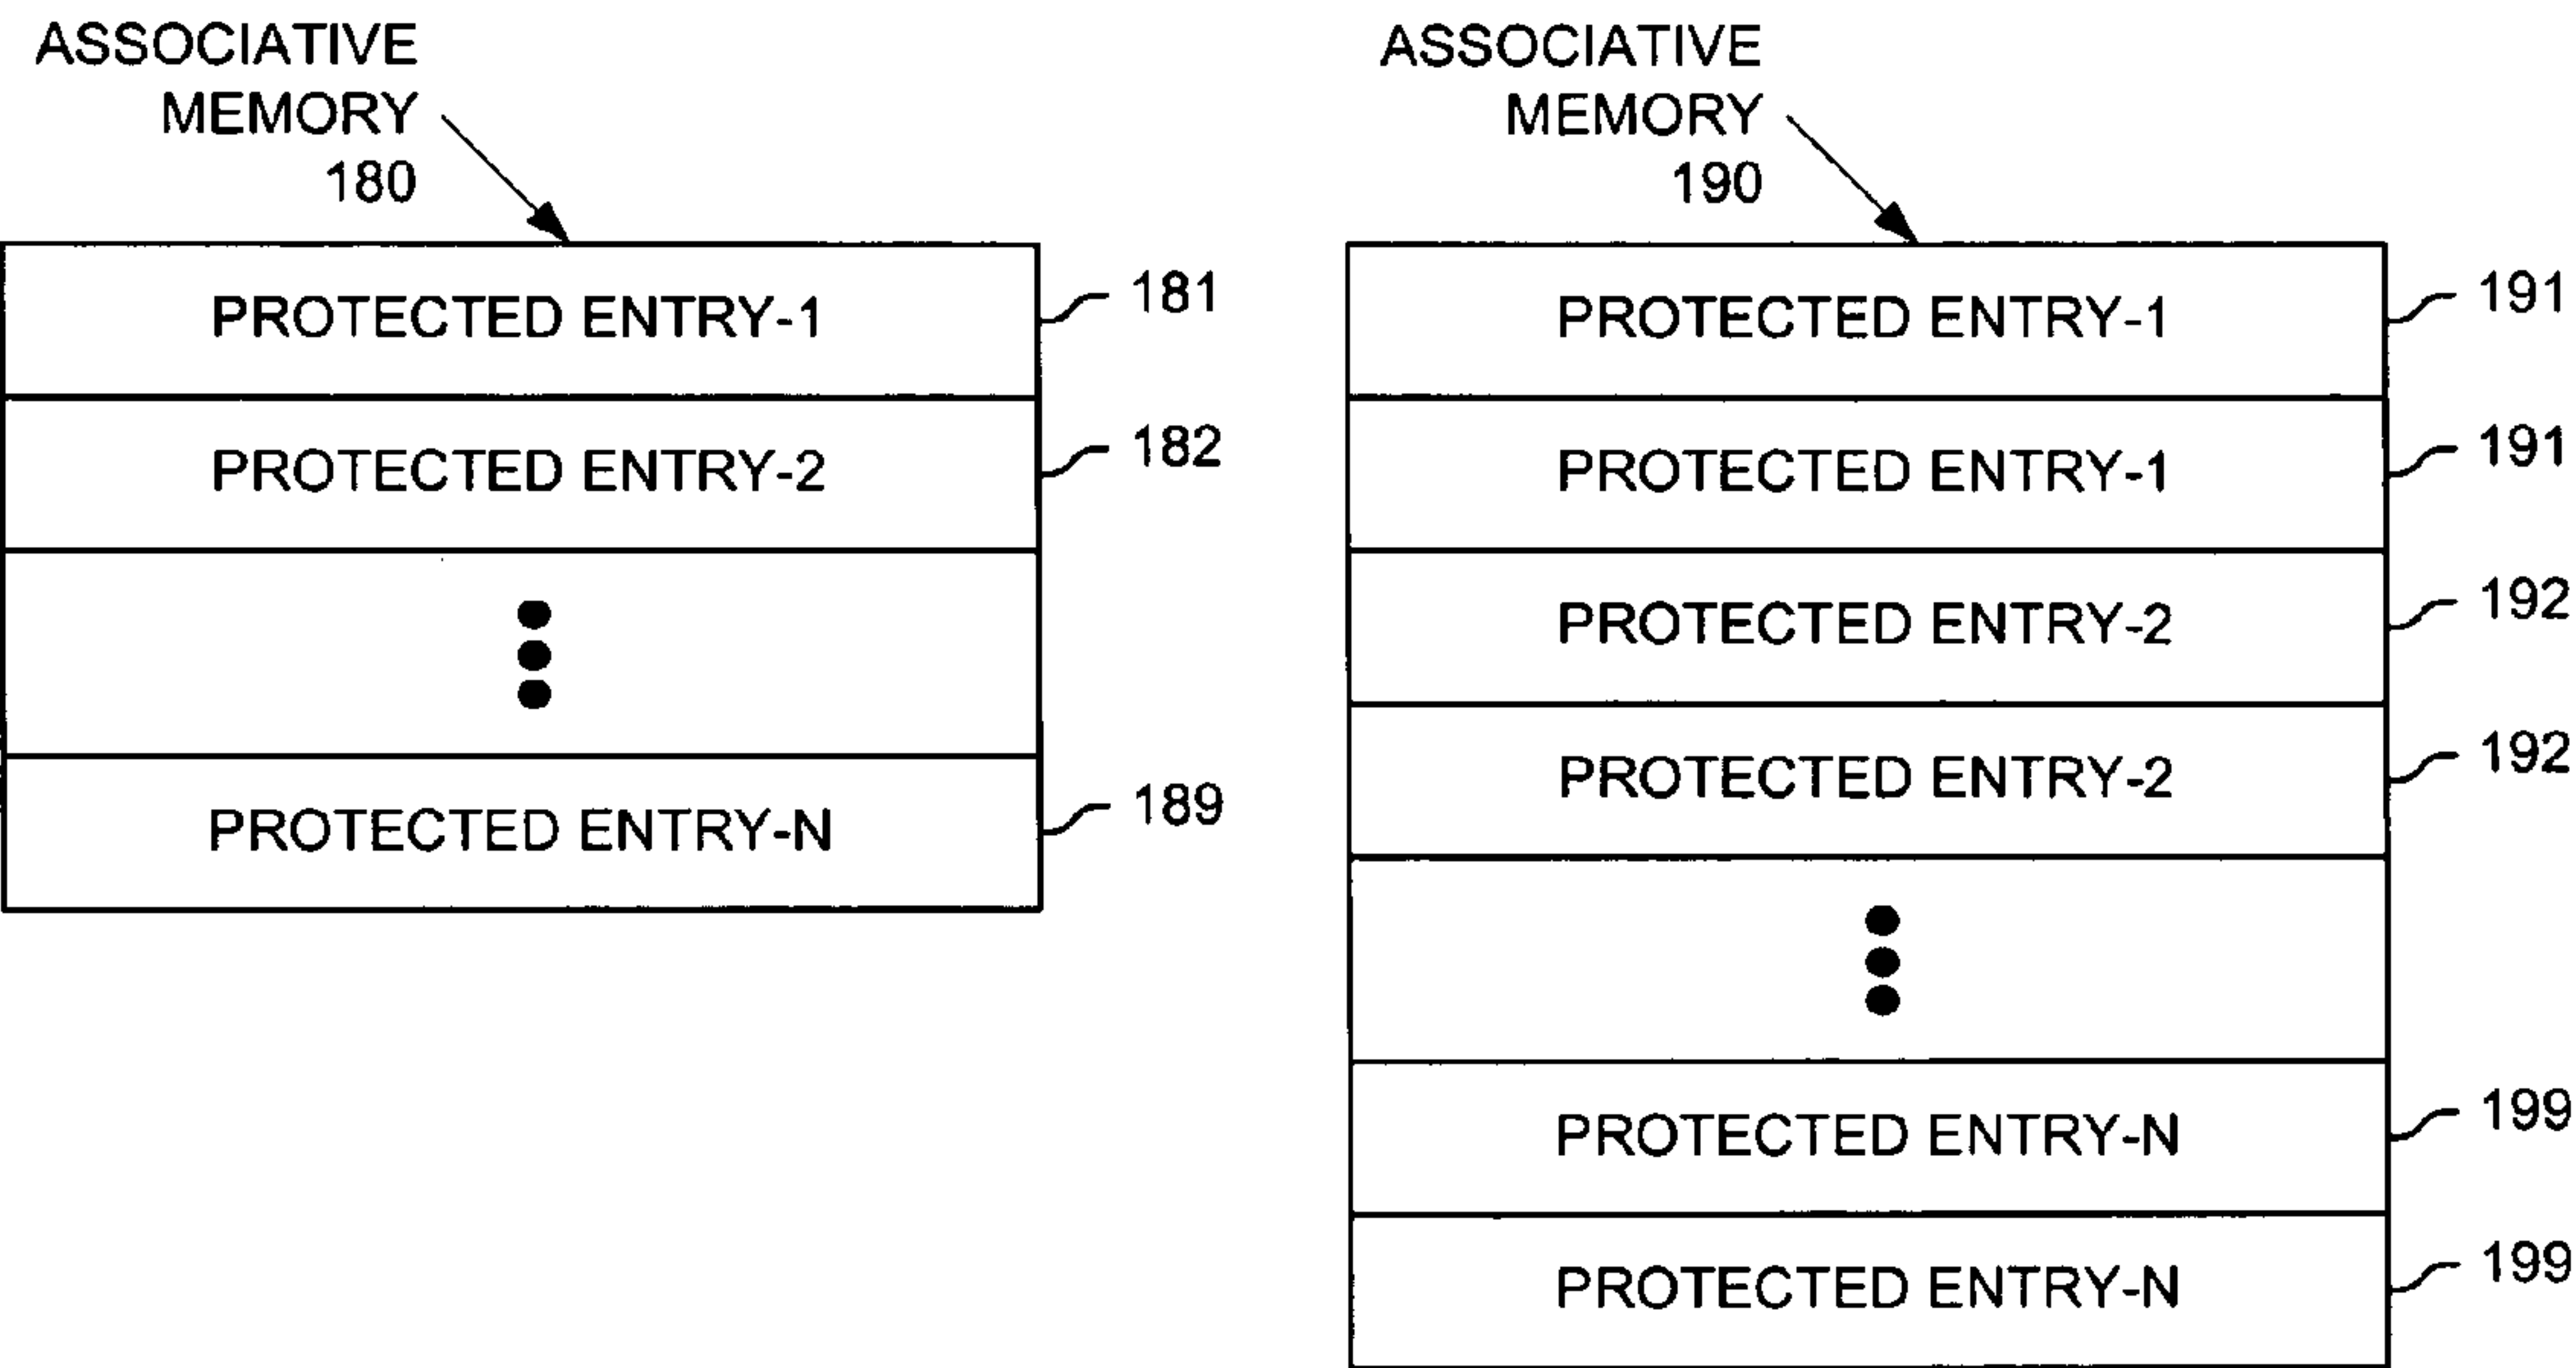 ASSOCIATIVE
MEMORY
180
PROTECTED ENTRY-1
181
PROTECTED ENTRY-2
182
PROTECTED ENTRY-N
189
ASSOCIATIVE
MEMORY
190
PROTECTED ENTRY-1
191
PROTECTED ENTRY-1
191
PROTECTED ENTRY-2
192
PROTECTED ENTRY-2
192
PROTECTED ENTRY-N
199
PROTECTED ENTRY-N
199